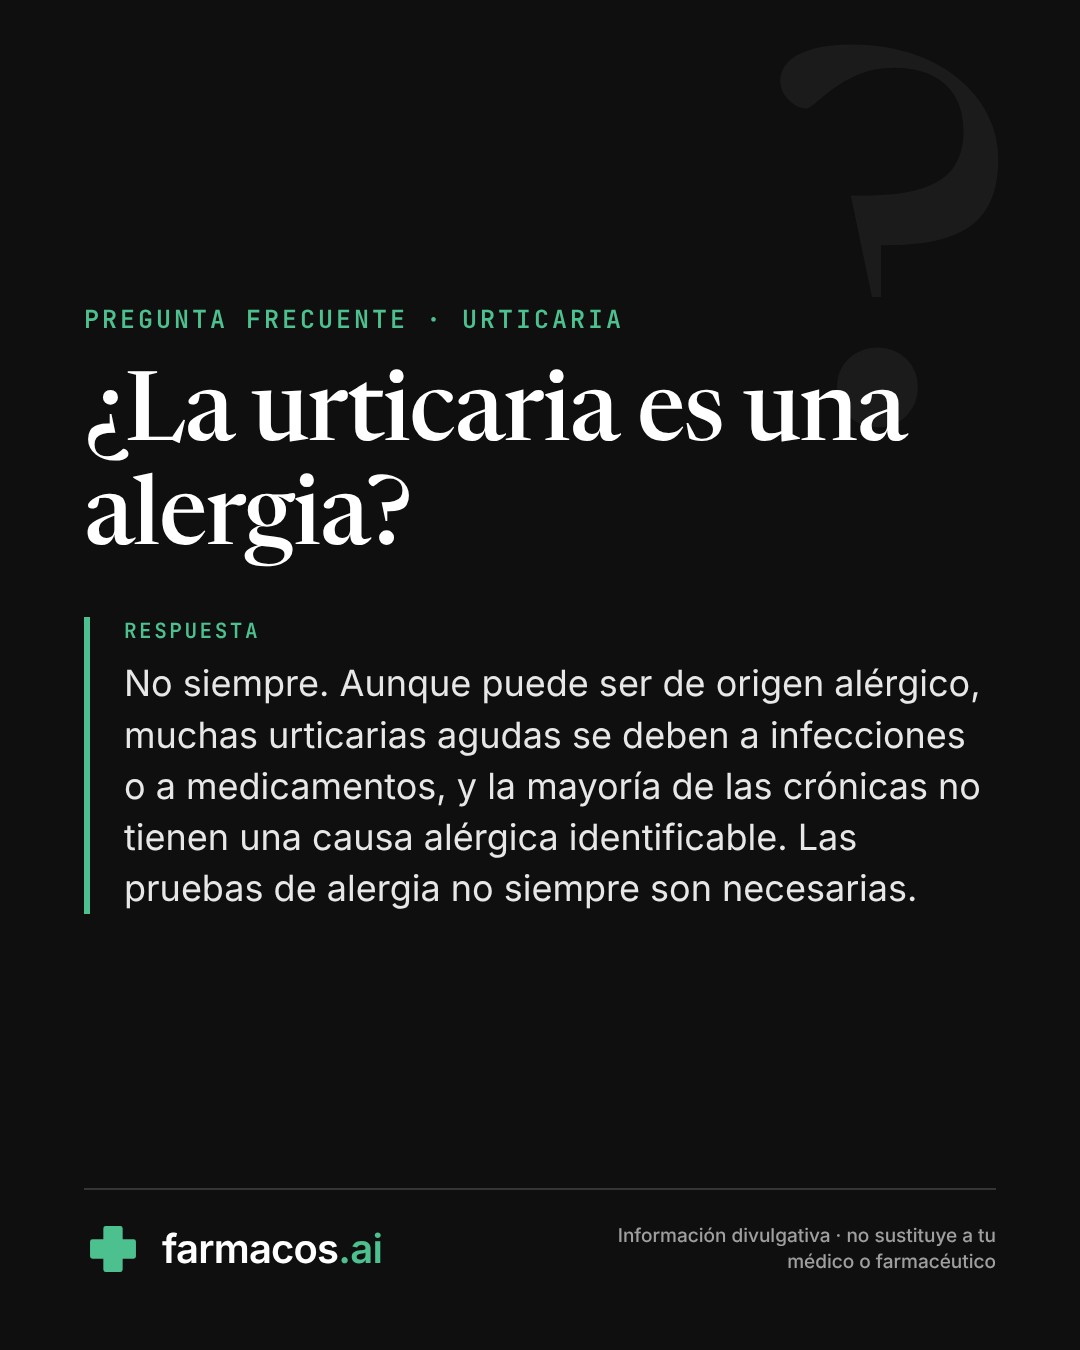 PREGUNTA FRECUENTE · URTICARIA
¿La urticaria es una
alergia?
RESPUESTA
No siempre. Aunque puede ser de origen alérgico,
muchas urticarias agudas se deben a infecciones
o a medicamentos, y la mayoría de las crónicas no
tienen una causa alérgica identificable. Las
pruebas de alergia no siempre son necesarias.
farmacos.ai
Información divulgativa · no sustituye a tu
médico o farmacéutico